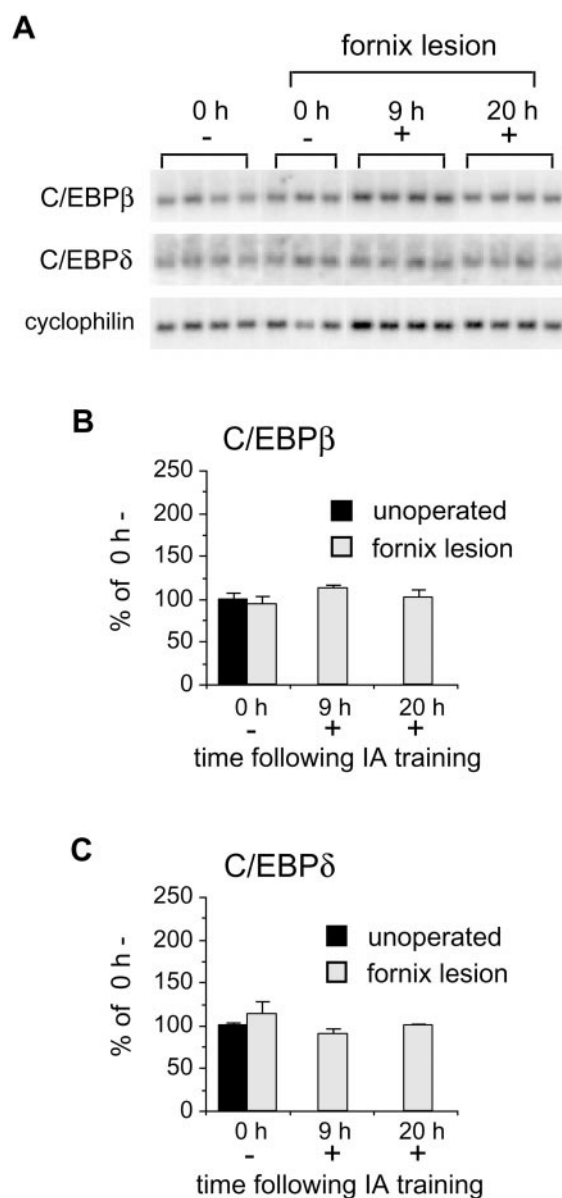 A
fornix lesion
0 h 0 h 9 h 20 h
- - + +
C/EBPβ
C/EBPδ
cyclophilin
B
C/EBPβ
250
200
150
100
50
0
% of 0 h -
unoperated
fornix lesion
0 h 9 h 20 h
- + +
time following IA training
C
C/EBPδ
250
200
150
100
50
0
% of 0 h -
unoperated
fornix lesion
0 h 9 h 20 h
- + +
time following IA training